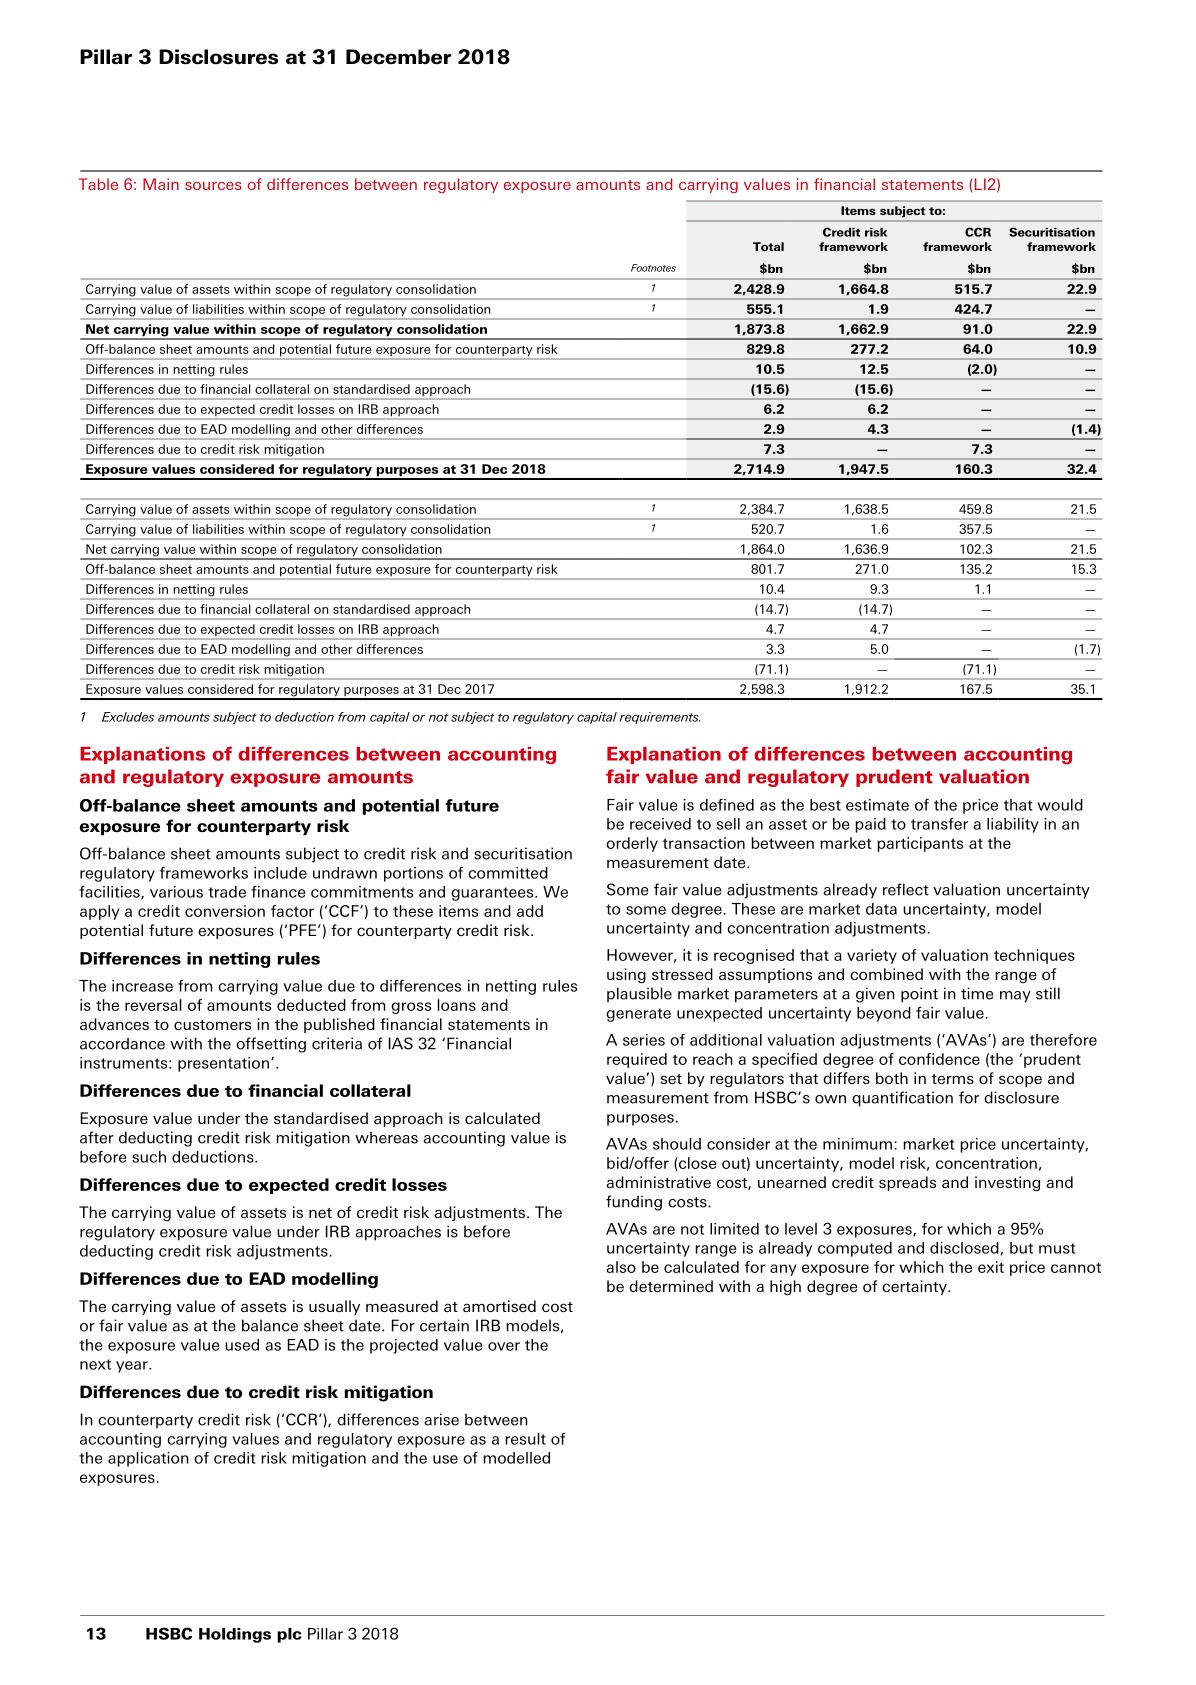 Pillar 3 Disclosures at 31 December 2018
Table 6: Main sources of differences between regulatory exposure amounts and carrying values in financial statements (LI2)
Items subject to:
Total Credit risk framework CCR framework Securitisation framework
Footnotes $bn $bn $bn $bn
Carrying value of assets within scope of regulatory consolidation 1 2,428.9 1,664.8 515.7 22.9
Carrying value of liabilities within scope of regulatory consolidation 1 555.1 1.9 424.7 —
Net carrying value within scope of regulatory consolidation 1,873.8 1,662.9 91.0 22.9
Off-balance sheet amounts and potential future exposure for counterparty risk 829.8 277.2 64.0 10.9
Differences in netting rules 10.5 12.5 (2.0) —
Differences due to financial collateral on standardised approach (15.6) (15.6) — —
Differences due to expected credit losses on IRB approach 6.2 6.2 — —
Differences due to EAD modelling and other differences 2.9 4.3 — (1.4)
Differences due to credit risk mitigation 7.3 — 7.3 —
Exposure values considered for regulatory purposes at 31 Dec 2018 2,714.9 1,947.5 160.3 32.4
Carrying value of assets within scope of regulatory consolidation 1 2,384.7 1,638.5 459.8 21.5
Carrying value of liabilities within scope of regulatory consolidation 1 520.7 1.6 357.5 —
Net carrying value within scope of regulatory consolidation 1,864.0 1,636.9 102.3 21.5
Off-balance sheet amounts and potential future exposure for counterparty risk 801.7 271.0 135.2 15.3
Differences in netting rules 10.4 9.3 1.1 —
Differences due to financial collateral on standardised approach (14.7) (14.7) — —
Differences due to expected credit losses on IRB approach 4.7 4.7 — —
Differences due to EAD modelling and other differences 3.3 5.0 — (1.7)
Differences due to credit risk mitigation (71.1) — (71.1) —
Exposure values considered for regulatory purposes at 31 Dec 2017 2,598.3 1,912.2 167.5 35.1
1 Excludes amounts subject to deduction from capital or not subject to regulatory capital requirements.
Explanations of differences between accounting
and regulatory exposure amounts
Off-balance sheet amounts and potential future
exposure for counterparty risk
Off-balance sheet amounts subject to credit risk and securitisation
regulatory frameworks include undrawn portions of committed
facilities, various trade finance commitments and guarantees. We
apply a credit conversion factor (‘CCF’) to these items and add
potential future exposures (‘PFE’) for counterparty credit risk.
Differences in netting rules
The increase from carrying value due to differences in netting rules
is the reversal of amounts deducted from gross loans and
advances to customers in the published financial statements in
accordance with the offsetting criteria of IAS 32 ‘Financial
instruments: presentation’.
Differences due to financial collateral
Exposure value under the standardised approach is calculated
after deducting credit risk mitigation whereas accounting value is
before such deductions.
Differences due to expected credit losses
The carrying value of assets is net of credit risk adjustments. The
regulatory exposure value under IRB approaches is before
deducting credit risk adjustments.
Differences due to EAD modelling
The carrying value of assets is usually measured at amortised cost
or fair value as at the balance sheet date. For certain IRB models,
the exposure value used as EAD is the projected value over the
next year.
Differences due to credit risk mitigation
In counterparty credit risk (‘CCR’), differences arise between
accounting carrying values and regulatory exposure as a result of
the application of credit risk mitigation and the use of modelled
exposures.
Explanation of differences between accounting
fair value and regulatory prudent valuation
Fair value is defined as the best estimate of the price that would
be received to sell an asset or be paid to transfer a liability in an
orderly transaction between market participants at the
measurement date.
Some fair value adjustments already reflect valuation uncertainty
to some degree. These are market data uncertainty, model
uncertainty and concentration adjustments.
However, it is recognised that a variety of valuation techniques
using stressed assumptions and combined with the range of
plausible market parameters at a given point in time may still
generate unexpected uncertainty beyond fair value.
A series of additional valuation adjustments (‘AVAs’) are therefore
required to reach a specified degree of confidence (the ‘prudent
value’) set by regulators that differs both in terms of scope and
measurement from HSBC’s own quantification for disclosure
purposes.
AVAs should consider at the minimum: market price uncertainty,
bid/offer (close out) uncertainty, model risk, concentration,
administrative cost, unearned credit spreads and investing and
funding costs.
AVAs are not limited to level 3 exposures, for which a 95%
uncertainty range is already computed and disclosed, but must
also be calculated for any exposure for which the exit price cannot
be determined with a high degree of certainty.
13 HSBC Holdings plc Pillar 3 2018